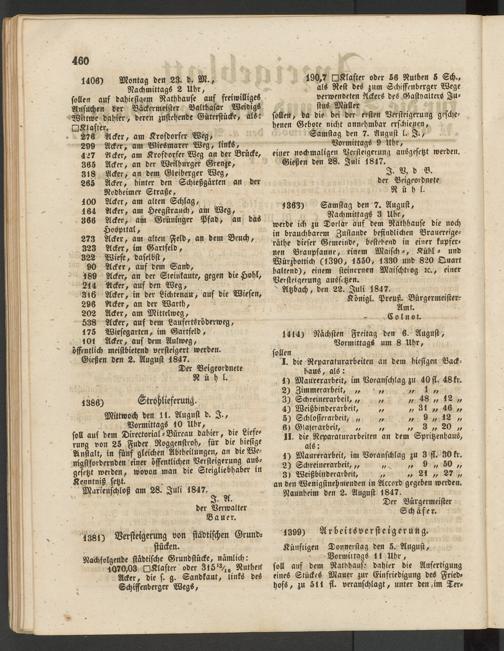 460
1406) Montag den 23. d. M.,
Nachmittags 2 Uhr,
sollen auf dahiesigem Rathhause auf freiwilliges
Ansuchen der Bäckermeister Balthasar Weidigs
Wittwe dahier, deren zustehende Güterstücke, als:
□Klafter.
276 Acker, am Krofdorfer Weg,
299 Acker, am Wiesmarer Weg, links,
427 Acker, am Krofdorfer Weg an der Brücke,
365 Acker, an der Weilburger Grenze,
318 Acker, an dem Gleiberger Weg,
265 Acker, hinter den Schießgärten an der
Rodheimer Straße,
100 Acker, am alten Schlag,
164 Acker, am Heegstrauch, am Weg,
366 Acker, am Grüninger Pfad, an das
Hospital,
273 Acker, am alten Feld, an dem Bruch,
323 Acker, im Gartfeld,
322 Wiese, daselbst,
90 Acker, auf dem Sand,
189 Acker, an der Steinkaute, gegen die Hohl,
214 Acker, auf den Weg,
316 Acker, in der Lichtenau, auf die Wiesen,
296 Acker, an der Warth,
202 Acker, am Mittelweg,
538 Acker, auf dem Laufertsröderweg,
175 Wiesegarten, im Gartfeld,
101 Acker, auf dem Aulweg,
öffentlich meistbietend versteigert werden.
Gießen den 2. August 1847.
Der Beigeordnete
Rühl.
1386) Strohlieferung.
Mittwoch den 11. August d. J.,
Vormittags 10 Uhr,
soll auf dem Directorial-Büreau dahier, die Liefe-
rung von 25 Fuder Roggenstroh, für die hiesige
Anstalt, in fünf gleichen Abtheilungen, an die We-
nigstfordernden einer öffentlichen Versteigerung aus-
gesetzt werden, wovon man die Steigliebhaber in
Kenntniß setzt.
Marienschloß am 28. Juli 1847.
J. A.
der Verwalter
Bauer.
1381) Versteigerung von städtischen Grund-
stücken.
Nachfolgende städtische Grundstücke, nämlich:
1070,03 □Klafter oder 315 Ruthen
Acker, die s. g. Sandkaut, links des
Schiffenberger Wegs,
190,7 □Klafter oder 56 Ruthen 5 Sch.,
als Rest des zum Schiffenberger Wege
verwendeten Ackers des Gasthalted Ju-
stus Müller
sollen, da die bei der ersten Versteigerung gesche-
henen Gebote nicht annehmbar erschienen,
Samstag den 7. August l. J.,
Vormittags 9 Uhr,
einer nochmaligen Versteigerung ausgesetzt werden.
Gießen den 28. Juli 1847.
J. V. d. B.
der Beigeordnete
Rühl.
1363) Samstag den 7. August,
Nachmittags 3 Uhr,
werde ich zu Dorlar auf dem Rathhause die noch
in brauchbarem Zustande befindlichen Brauereige-
räthe dieser Gemeinde, bestehend in einer kupfer-
nen Braupfanne, einem Maisch-, Kühl- und
Würzbottich (1390, 1450, 1330 und 820 Quart
haltend), einem steinernen Maischtrog ꝛc., einer
Versteigerung aussetzen.
Atzbach, den 22. Juli 1847.
Königl. Preuß. Bürgermeister-
Amt.
Colnot.
1414) Nächsten Freitag den 6. August,
Vormittags um 8 Uhr,
sollen
I. die Reparaturarbeiten an dem hiesigen Back-
haus, als:
1) Maurerarbeit, im Voranschlag zu 40 fl. 48 kr.
2) Zimmerarbeit, „ „ „ 1 „ „
3) Schreinerarbeit, „ „ „ 48 „ 12 „
4) Weißbinderarbeit, „ „ „ 31 „ 46 „
5) Schlosserarbeit, „ „ „ 9 „ 12 „
6) Glaserarbeit, „ „ „ 3 „ 20 „
II. die Reparaturarbeiten an dem Spritzenhaus,
als:
1) Maurerarbeit, im Voranschlag zu 3 fl. 30 kr.
2) Schreinerarbeit, „ „ „ 9 „ 50 „
3) Weißbinderarbeit, „ „ „ 21 „ 27 „
an den Wenigstnehmenden in Accord gegeben werden.
Nauheim den 2. August 1847.
Der Bürgermeister
Schäfer.
1399) Arbeitsversteigerung.
Künftigen Donnerstag den 5. August,
Vormittags 11 Uhr,
soll auf dem Rathhause dahier die Anfertigung
eines Stückes Mauer zur Einfriedigung des Fried-
hofs, zu 511 fl. veranschlagt, unter den im Ter-